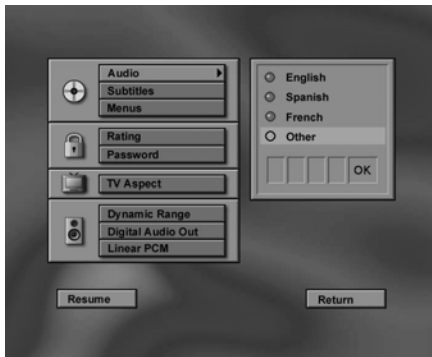 Audio
Subtitles
Menus
Rating
Password
TV Aspect
Dynamic Range
Digital Audio Out
Linear PCM
English
Spanish
French
Other
OK
Resume
Return